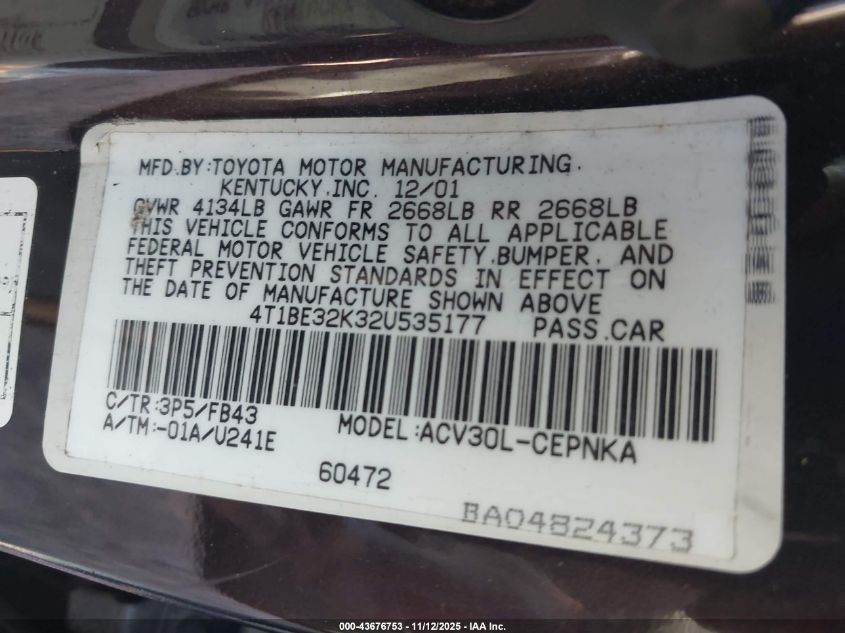 MFD.BY:TOYOTA MOTOR MANUFACTURING.
KENTUCKY.INC. 12/01
GVWR 4134LB GAWR FR 2668LB RR 2668LB
THIS VEHICLE CONFORMS TO ALL APPLICABLE
FEDERAL MOTOR VEHICLE SAFETY.BUMPER, AND
THEFT PREVENTION STANDARDS IN EFFECT ON
THE DATE OF MANUFACTURE SHOWN ABOVE
4T1BE32K32U535177 PASS.CAR
C/TR:3P5/FB43
A/TM:-01A/U241E MODEL:ACV30L-CEPNKA
60472
BA04824373
000-43676753 - 11/12/2025 - IAA Inc.